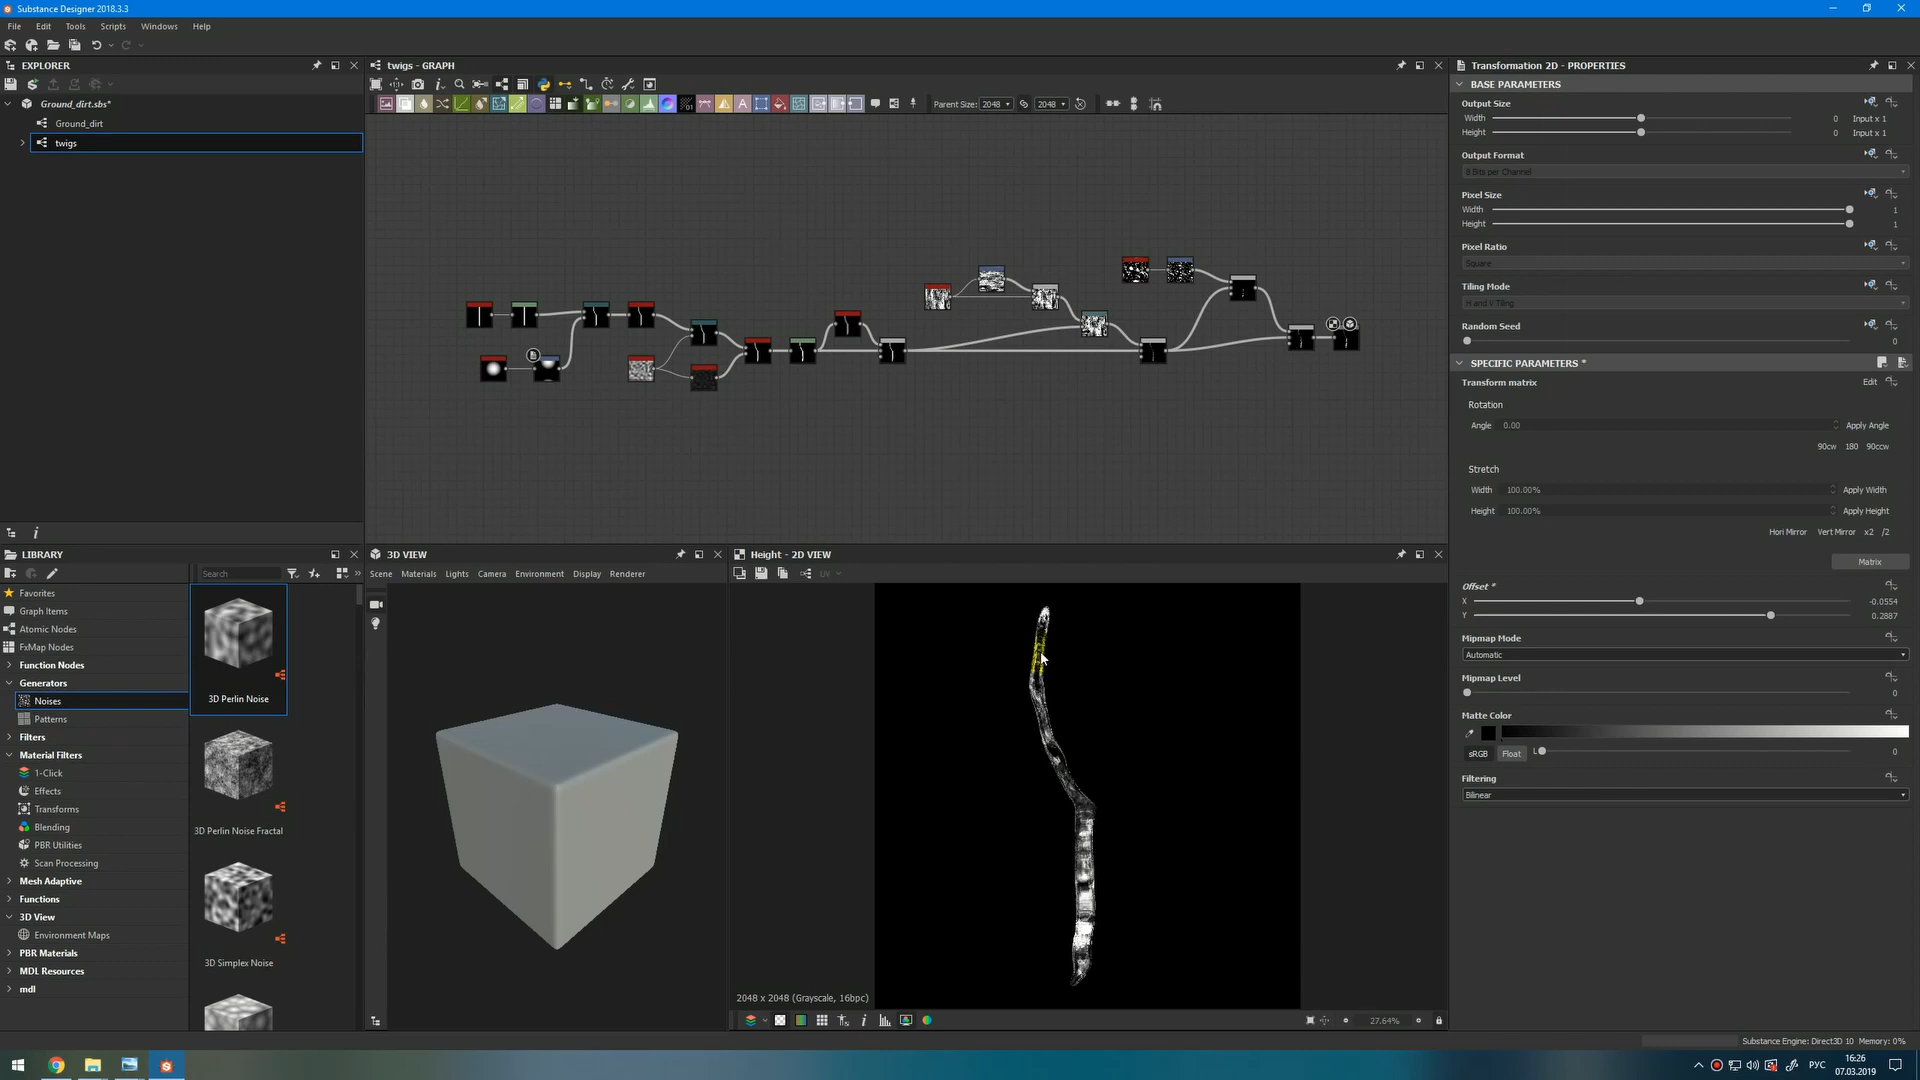 Substance Designer 2018.3.3
File Edit Tools Scripts Windows Help
EXPLORER
Ground_dirt.sbs*
Ground_dirt
twigs
twigs - GRAPH
Parent Size: 2048 2048
LIBRARY
Search
Favorites
Graph Items
Atomic Nodes
FxMap Nodes
Function Nodes
Generators
Noises
Patterns
Filters
Material Filters
1-Click
Effects
Transforms
Blending
PBR Utilities
Scan Processing
Mesh Adaptive
Functions
3D View
Environment Maps
PBR Materials
MDL Resources
mdl
3D Perlin Noise
3D Perlin Noise Fractal
3D Simplex Noise
3D VIEW
Scene Materials Lights Camera Environment Display Renderer
Height - 2D VIEW
UV
2048 x 2048 (Grayscale, 16bpc)
27.64%
Transformation 2D - PROPERTIES
BASE PARAMETERS
Output Size
Width 0 Input x 1
Height 0 Input x 1
Output Format
8 Bits per Channel
Pixel Size
Width 1
Height 1
Pixel Ratio
Square
Tiling Mode
H and V Tiling
Random Seed
0
SPECIFIC PARAMETERS *
Transform matrix Edit
Rotation
Angle 0.00 Apply Angle
90cw 180 90ccw
Stretch
Width 100.00% Apply Width
Height 100.00% Apply Height
Hori Mirror Vert Mirror x2 /2
Matrix
Offset *
X -0.0554
Y 0.2887
Mipmap Mode
Automatic
Mipmap Level
0
Matte Color
sRGB Float L 0
Filtering
Bilinear
Substance Engine: Direct3D 10 Memory: 0%
РУС
16:26
07.03.2019